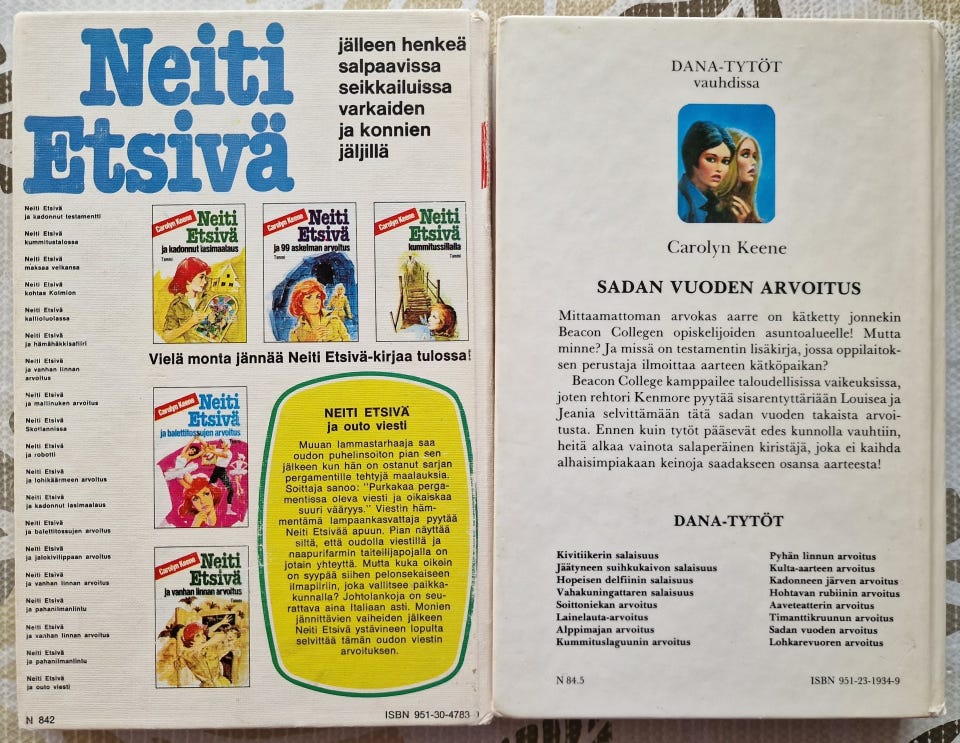 Neiti
Etsivä
jälleen henkeä
salpaavissa
seikkailuissa
varkaiden
ja konnien
jäljillä
Neiti Etsivä
ja kadonnut testamentti
Neiti Etsivä
kummitustalossa
Neiti Etsivä
maksaa velkansa
Neiti Etsivä
kohtaa Kolmion
Neiti Etsivä
kallioluolassa
Neiti Etsivä
ja hämähäkkisafiiri
Neiti Etsivä
ja vanhan linnan
arvoitus
Neiti Etsivä
ja mallinuken arvoitus
Neiti Etsivä
Skotlannissa
Neiti Etsivä
ja robotti
Neiti Etsivä
ja lohikäärmeen arvoitus
Neiti Etsivä
ja kadonnut lasimaalaus
Neiti Etsivä
ja balettitossujen arvoitus
Neiti Etsivä
ja jalokivilippaan arvoitus
Neiti Etsivä
ja vanhan linnan arvoitus
Neiti Etsivä
ja pahanilmanlintu
Neiti Etsivä
ja vanhan linnan arvoitus
Neiti Etsivä
ja pahanilmanlintu
Neiti Etsivä
ja outo viesti
Carolyn Keene
Neiti
Etsivä
ja kadonnut lasimaalaus
Tammi
Carolyn Keene
Neiti
Etsivä
ja 99 askelman arvoitus
Tammi
Carolyn Keene
Neiti
Etsivä
kummitussillalla
Tammi
Vielä monta jännää Neiti Etsivä-kirjaa tulossa!
Carolyn Keene
Neiti
Etsivä
ja balettitossujen arvoitus
Tammi
Carolyn Keene
Neiti
Etsivä
ja vanhan linnan arvoitus
Tammi
NEITI ETSIVÄ
ja outo viesti
Muuan lammastarhaaja saa
oudon puhelinsoiton pian sen
jälkeen kun hän on ostanut sarjan
pergamentille tehtyjä maalauksia.
Soittaja sanoo: "Purkakaa perga-
mentissa oleva viesti ja oikaiskaa
suuri vääryys." Viestin häm-
mentämä lampaankasvattaja pyytää
Neiti Etsivää apuun. Pian näyttää
siltä, että oudolla viestillä ja
naapurifarmin taiteilijapojalla on
jotain yhteyttä. Mutta kuka oikein
on syypää siihen pelonsekaiseen
ilmapiiriin, joka vallitsee paikka-
kunnalla? Johtolankoja on seu-
rattava aina Italiaan asti. Monien
jännittävien vaiheiden jälkeen
Neiti Etsivä ystävineen lopulta
selvittää tämän oudon viestin
arvoituksen.
N 842
ISBN 951-30-4783
DANA-TYTÖT
vauhdissa
Carolyn Keene
SADAN VUODEN ARVOITUS
Mittaamattoman arvokas aarre on kätketty jonnekin
Beacon Collegen opiskelijoiden asuntoalueelle! Mutta
minne? Ja missä on testamentin lisäkirja, jossa oppilaitok-
sen perustaja ilmoittaa aarteen kätköpaikan?
Beacon College kamppailee taloudellisissa vaikeuksissa,
joten rehtori Kenmore pyytää sisarentyttäriään Louisea ja
Jeania selvittämään tätä sadan vuoden takaista arvoi-
tusta. Ennen kuin tytöt pääsevät edes kunnolla vauhtiin,
heitä alkaa vainota salaperäinen kiristäjä, joka ei kaihda
alhaisimpiakaan keinoja saadakseen osansa aarteesta!
DANA-TYTÖT
Kivitiikerin salaisuus
Jäätyneen suihkukaivon salaisuus
Hopeisen delfiinin salaisuus
Vahakuningattaren salaisuus
Soittoniekan arvoitus
Lainelauta-arvoitus
Alppimajan arvoitus
Kummituslaguunin arvoitus
Pyhän linnun arvoitus
Kulta-aarteen arvoitus
Kadonneen järven arvoitus
Hohtavan rubiinin arvoitus
Aaveteatterin arvoitus
Timanttikruunun arvoitus
Sadan vuoden arvoitus
Lohkarevuoren arvoitus
N 84.5
ISBN 951-23-1934-9